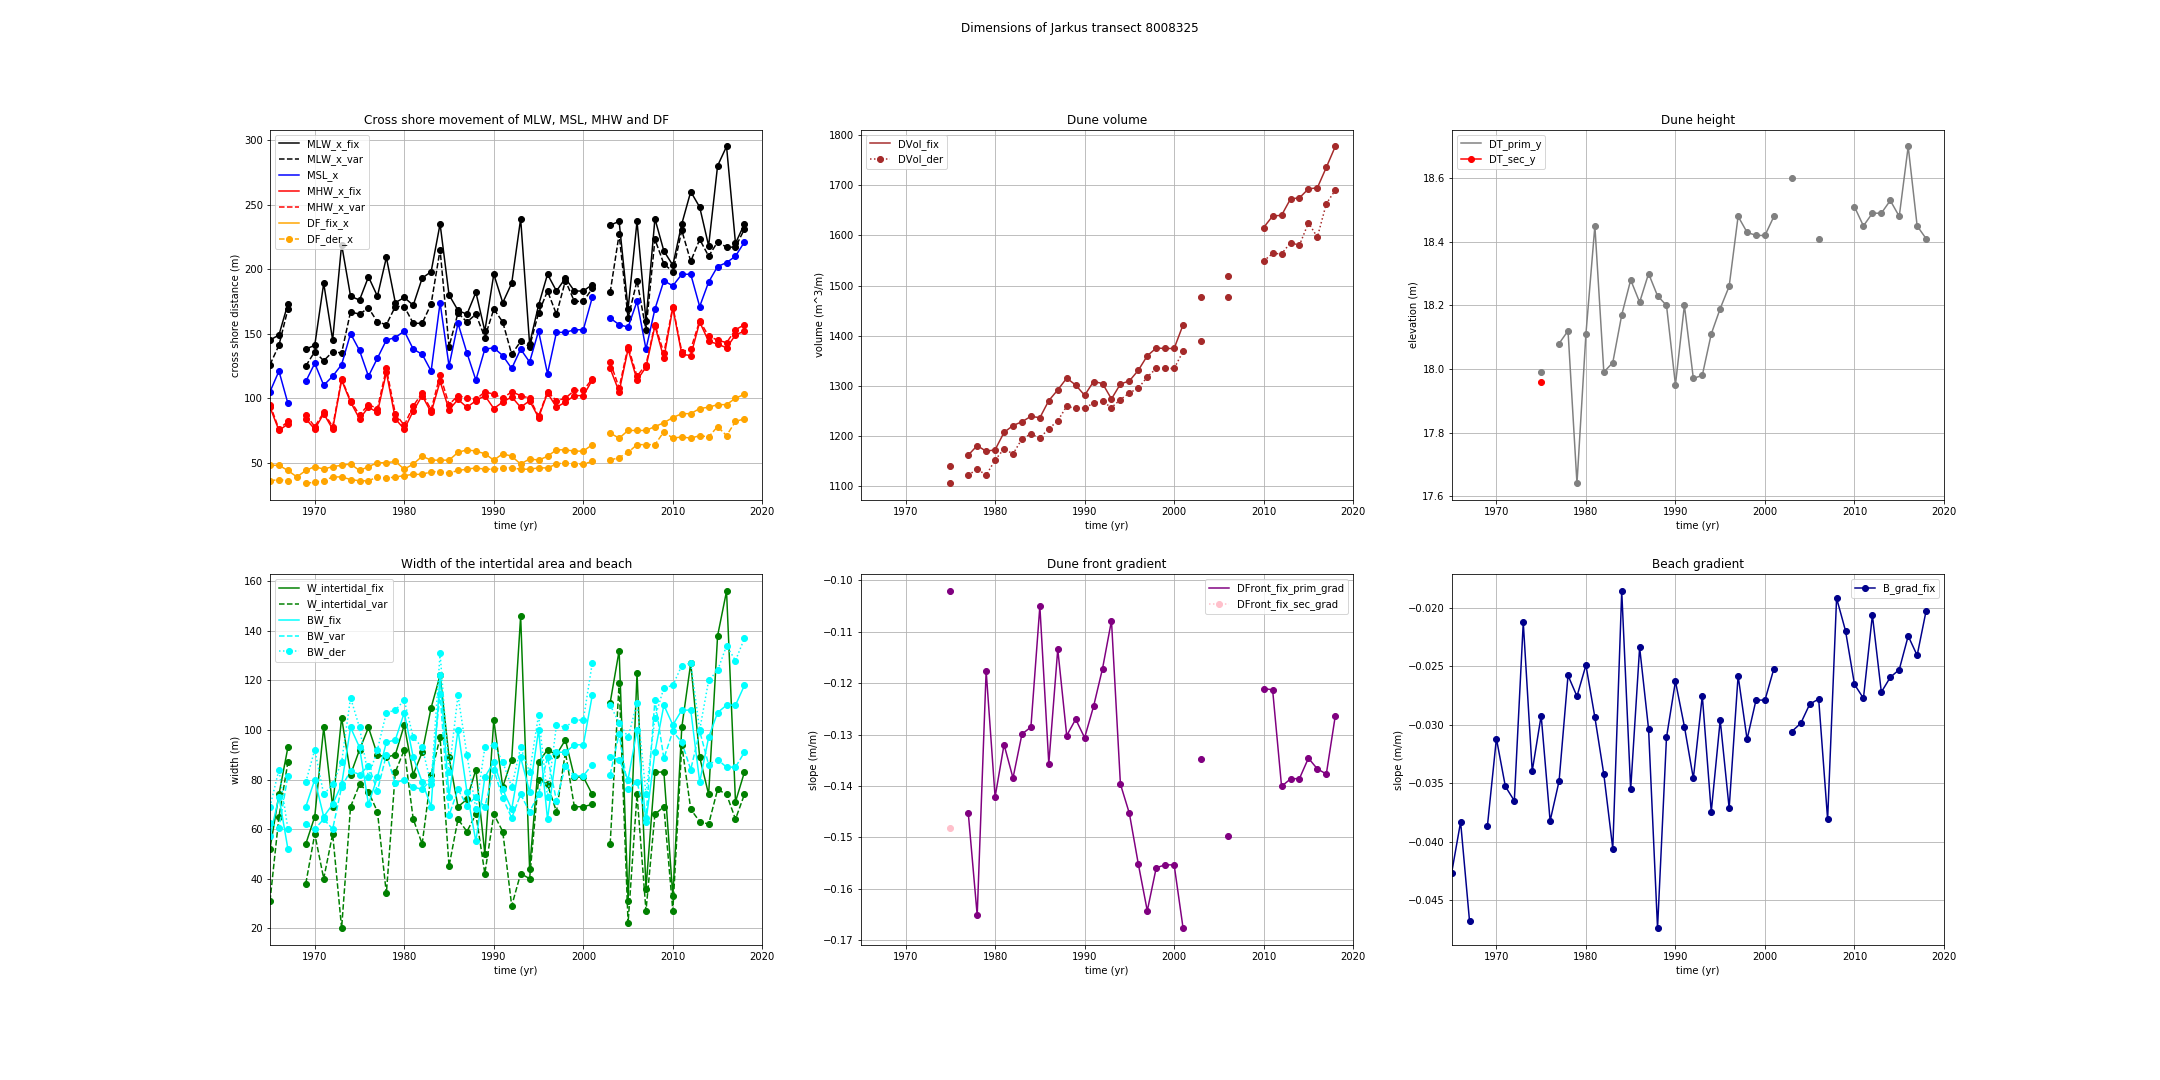 Dimensions of Jarkus transect 8008325
Cross shore movement of MLW, MSL, MHW and DF
MLW_x_fix
MLW_x_var
MSL_x
MHW_x_fix
MHW_x_var
DF_fix_x
DF_der_x
cross shore distance (m)
300
250
200
150
100
50
1970 1980 1990 2000 2010 2020
time (yr)
Dune volume
DVol_fix
DVol_der
volume (m^3/m)
1800
1700
1600
1500
1400
1300
1200
1100
1970 1980 1990 2000 2010 2020
time (yr)
Dune height
DT_prim_y
DT_sec_y
elevation (m)
18.6
18.4
18.2
18.0
17.8
17.6
1970 1980 1990 2000 2010 2020
time (yr)
Width of the intertidal area and beach
W_intertidal_fix
W_intertidal_var
BW_fix
BW_var
BW_der
width (m)
160
140
120
100
80
60
40
20
1970 1980 1990 2000 2010 2020
time (yr)
Dune front gradient
DFront_fix_prim_grad
DFront_fix_sec_grad
slope (m/m)
−0.10
−0.11
−0.12
−0.13
−0.14
−0.15
−0.16
−0.17
1970 1980 1990 2000 2010 2020
time (yr)
Beach gradient
B_grad_fix
slope (m/m)
−0.020
−0.025
−0.030
−0.035
−0.040
−0.045
1970 1980 1990 2000 2010 2020
time (yr)